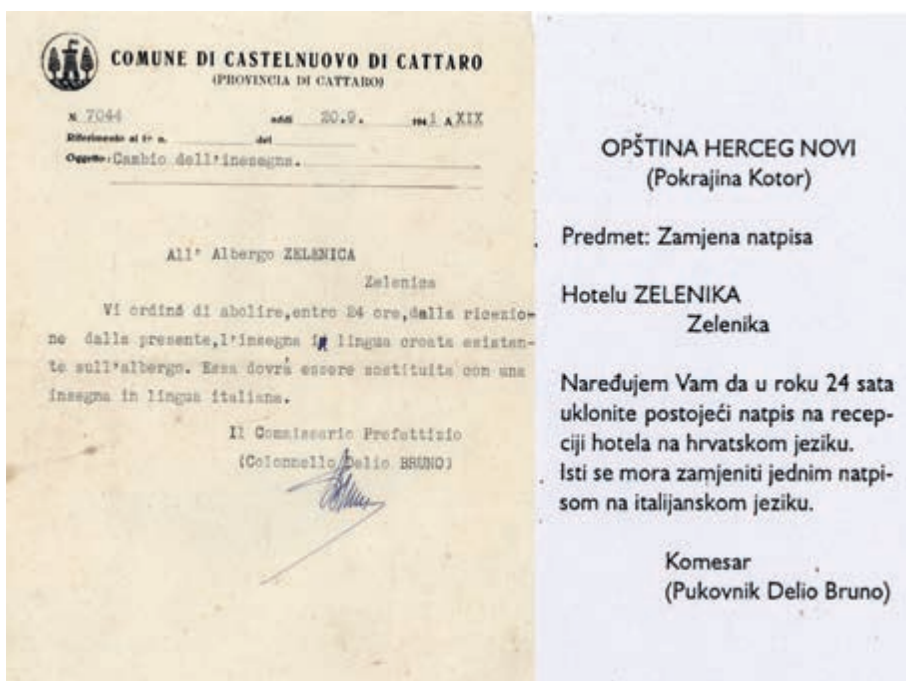 COMUNE DI CASTELNUOVO DI CATTARO
(PROVINCIA DI CATTARO)
N. 7044 addì 20.9. 1941 A XIX
Riferimento al f° n. del
Oggetto: Cambio dell'inesegna.
All' Albergo ZELENICA
Zelenica
Vi ordino di abolire,entro 24 ore,dalla ricezio-
ne dalla presente,l'insegna in lingua croata esisten-
te sull'albergo. Essa dovrà essere sostituita con una
insegna in lingua italiana.
Il Commissario Prefettizio
(Colonnello Delio BRUNO)
OPŠTINA HERCEG NOVI
(Pokrajina Kotor)
Predmet: Zamjena natpisa
Hotelu ZELENIKA
Zelenika
Naređujem Vam da u roku 24 sata
uklonite postojeći natpis na recep-
ciji hotela na hrvatskom jeziku.
Isti se mora zamjeniti jednim natpi-
som na italijanskom jeziku.
Komesar
(Pukovnik Delio Bruno)